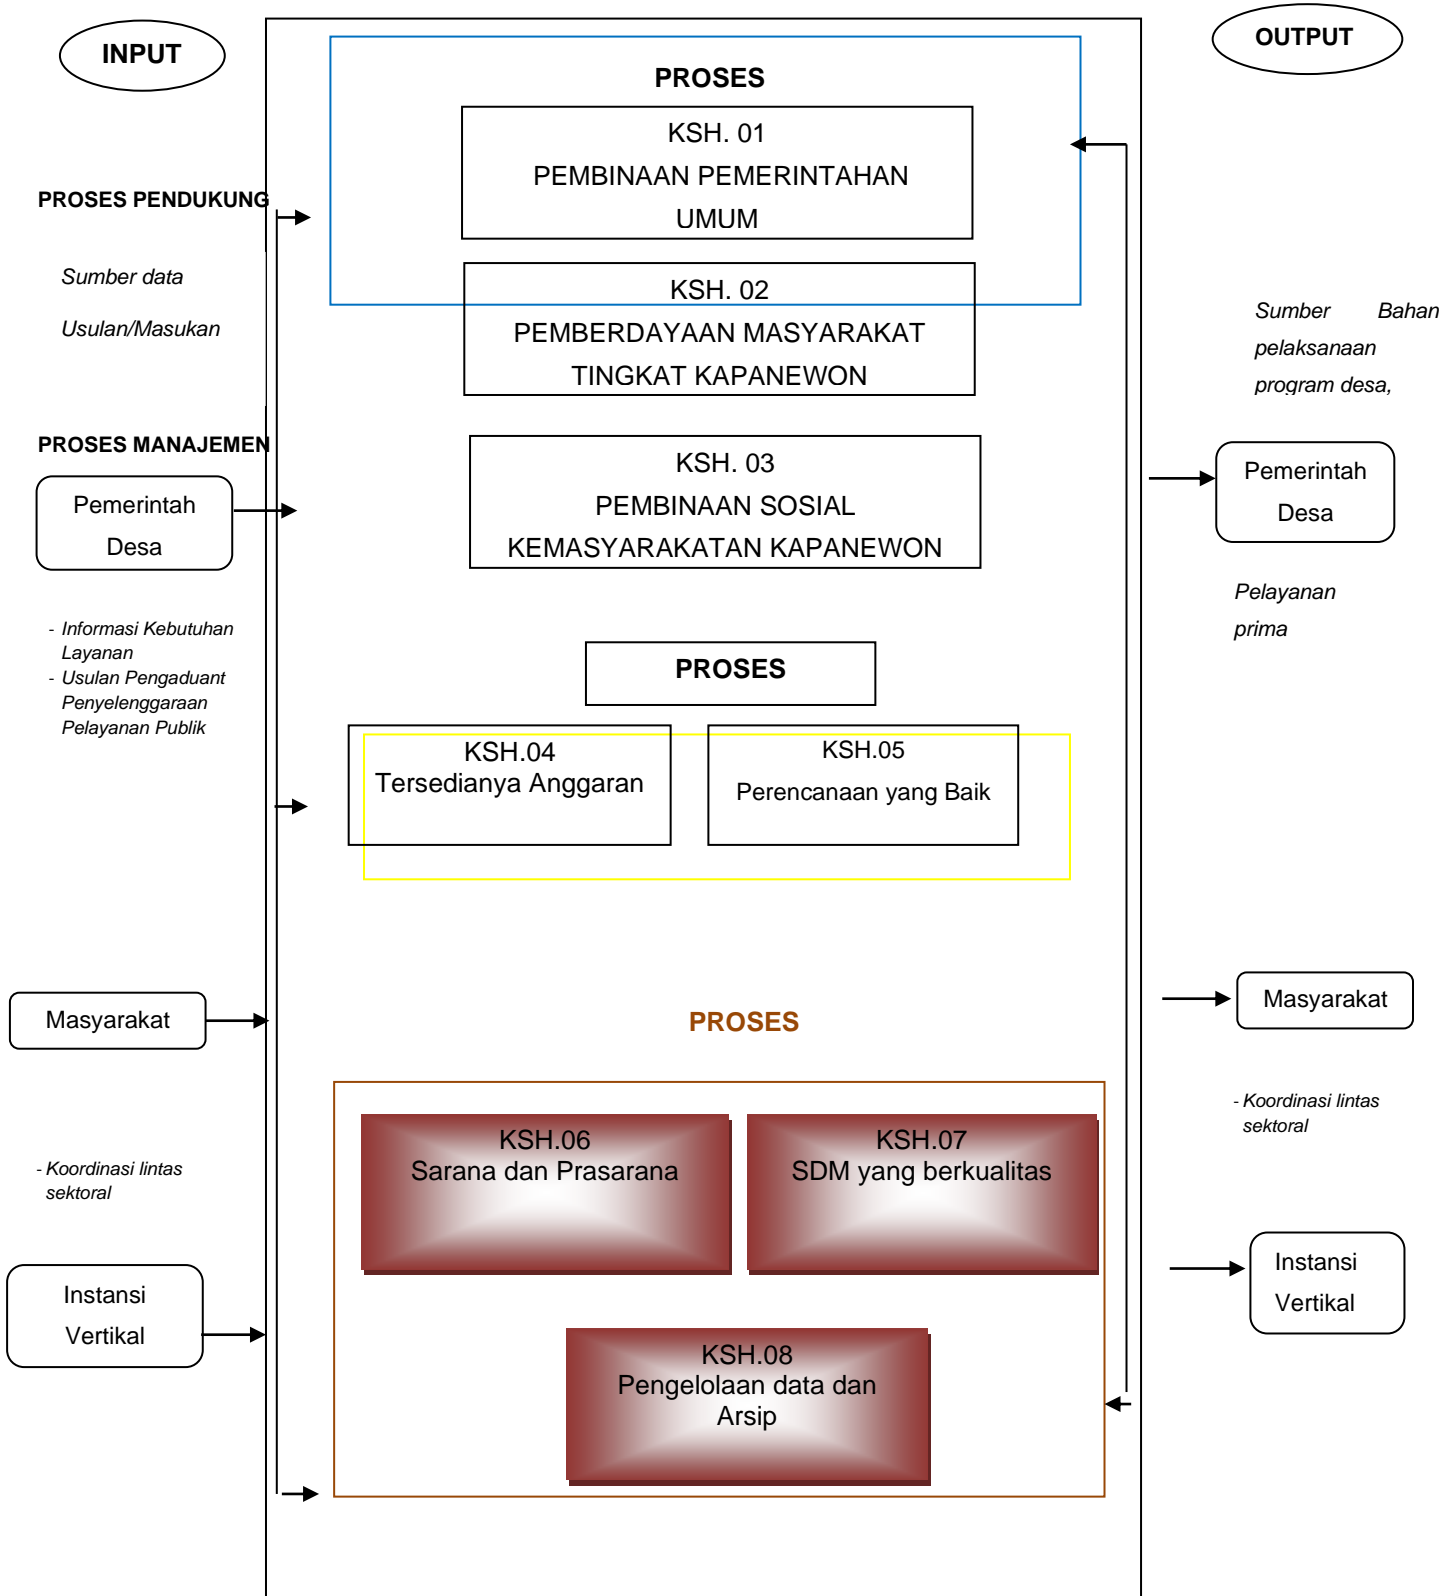 INPUT
PROSES PENDUKUNG
Sumber data
Usulan/Masukan
PROSES MANAJEMEN
Pemerintah
Desa
- Informasi Kebutuhan
Layanan
- Usulan Pengaduant
Penyelenggaraan
Pelayanan Publik
Masyarakat
- Koordinasi lintas
sektoral
Instansi
Vertikal
PROSES
KSH. 01
PEMBINAAN PEMERINTAHAN
UMUM
KSH. 02
PEMBERDAYAAN MASYARAKAT
TINGKAT KAPANEWON
KSH. 03
PEMBINAAN SOSIAL
KEMASYARAKATAN KAPANEWON
PROSES
KSH.04
Tersedianya Anggaran
KSH.05
Perencanaan yang Baik
PROSES
KSH.06
Sarana dan Prasarana
KSH.07
SDM yang berkualitas
KSH.08
Pengelolaan data dan
Arsip
OUTPUT
Sumber Bahan
pelaksanaan
program desa,
Pemerintah
Desa
Pelayanan
prima
Masyarakat
- Koordinasi lintas
sektoral
Instansi
Vertikal